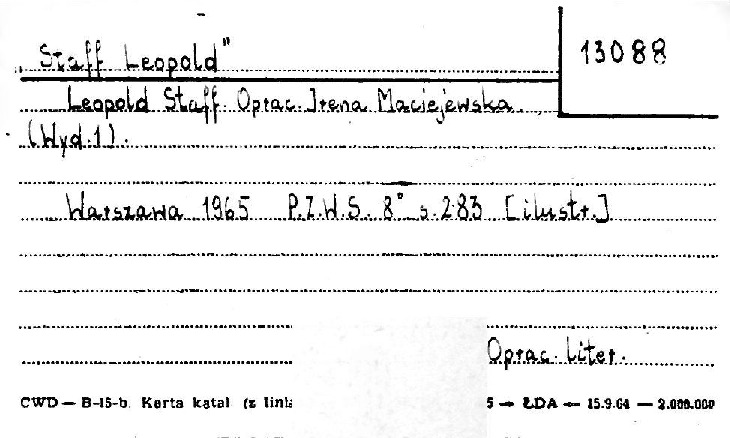 „Staff Leopold"
13088
Leopold Staff. Oprac. Irena Maciejewska.
(Wyd.1).
Warszawa 1965 P.Z.W.S. 8° s.283 [ilustr.]
Oprac. Liter.
CWD — B-15-b. Karta katal. (z lini 5 — ŁDA — 15.9.64 — 2.000.000